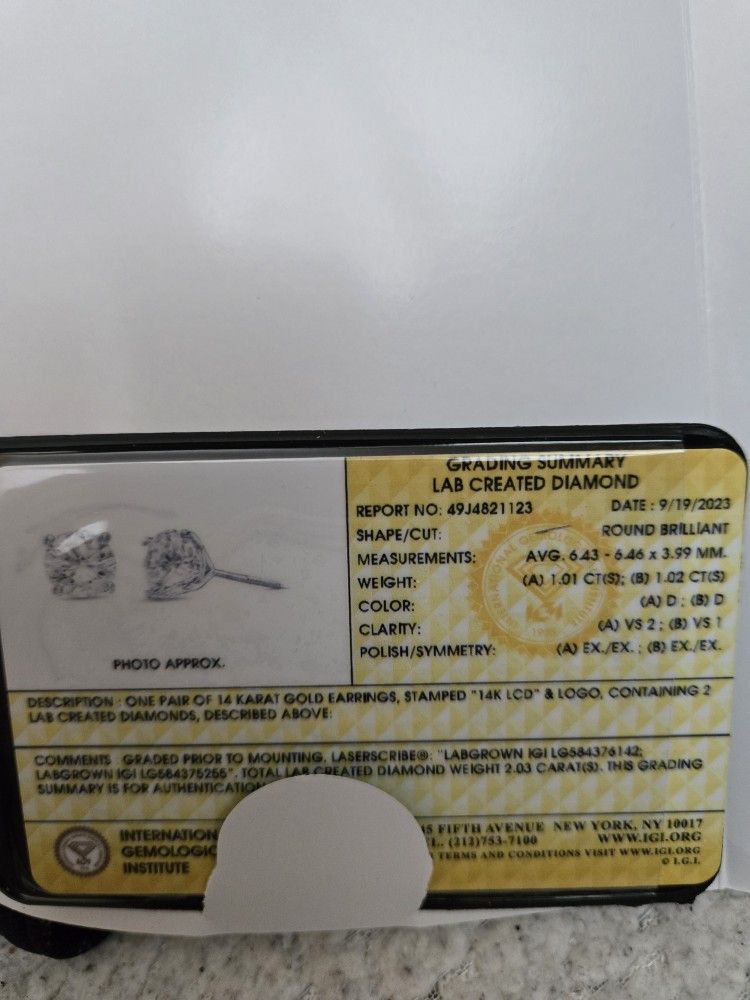 GRADING SUMMARY
LAB CREATED DIAMOND
REPORT NO: 49J4821123 DATE : 9/19/2023
SHAPE/CUT: ROUND BRILLIANT
MEASUREMENTS: AVG. 6.43 - 6.46 x 3.99 MM.
WEIGHT: (A) 1.01 CT(S); (B) 1.02 CT(S)
COLOR: (A) D ; (B) D
CLARITY: (A) VS 2 ; (B) VS 1
POLISH/SYMMETRY: (A) EX./EX. ; (B) EX./EX.
PHOTO APPROX.
DESCRIPTION : ONE PAIR OF 14 KARAT GOLD EARRINGS, STAMPED "14K LCD" & LOGO, CONTAINING 2
LAB CREATED DIAMONDS, DESCRIBED ABOVE:
COMMENTS : GRADED PRIOR TO MOUNTING. LASERSCRIBE®: "LABGROWN IGI LG584376142;
LABGROWN IGI LG584375255". TOTAL LAB CREATED DIAMOND WEIGHT 2.03 CARAT(S). THIS GRADING
SUMMARY IS FOR AUTHENTICATION
INTERNATION
GEMOLOGIC
INSTITUTE
FIFTH AVENUE NEW YORK, NY 10017
(212)753-7100 WWW.IGI.ORG
TERMS AND CONDITIONS VISIT WWW.IGI.ORG
© I.G.I.